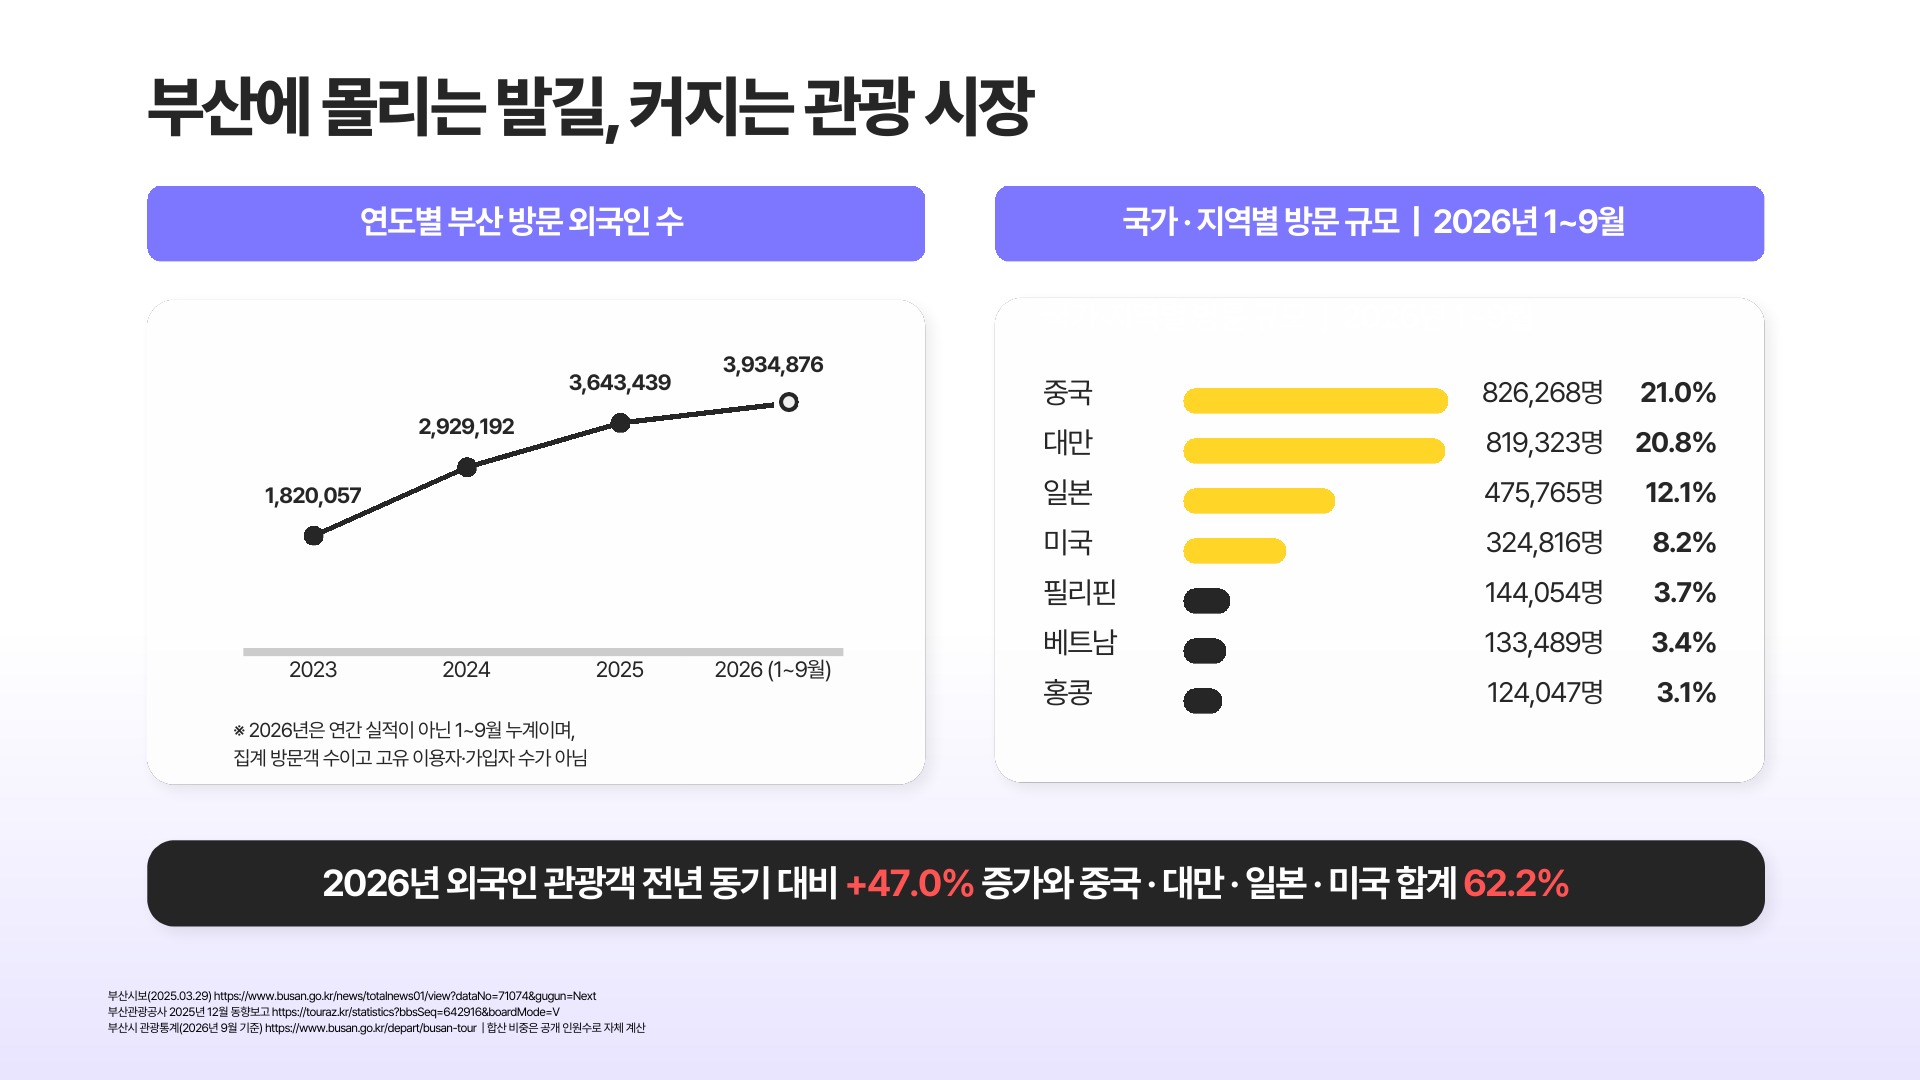 부산에 몰리는 발길, 커지는 관광 시장
연도별 부산 방문 외국인 수
1,820,057
2,929,192
3,643,439
3,934,876
2023
2024
2025
2026 (1~9월)
※ 2026년은 연간 실적이 아닌 1~9월 누계이며,
집계 방문객 수이고 고유 이용자·가입자 수가 아님
국가 · 지역별 방문 규모 | 2026년 1~9월
중국 826,268명 21.0%
대만 819,323명 20.8%
일본 475,765명 12.1%
미국 324,816명 8.2%
필리핀 144,054명 3.7%
베트남 133,489명 3.4%
홍콩 124,047명 3.1%
2026년 외국인 관광객 전년 동기 대비 +47.0% 증가와 중국 · 대만 · 일본 · 미국 합계 62.2%
부산시보(2025.03.29) https://www.busan.go.kr/news/totalnews01/view?dataNo=71074&gugun=Next
부산관광공사 2025년 12월 동향보고 https://touraz.kr/statistics?bbsSeq=642916&boardMode=V
부산시 관광통계(2026년 9월 기준) https://www.busan.go.kr/depart/busan-tour | 합산 비중은 공개 인원수로 자체 계산